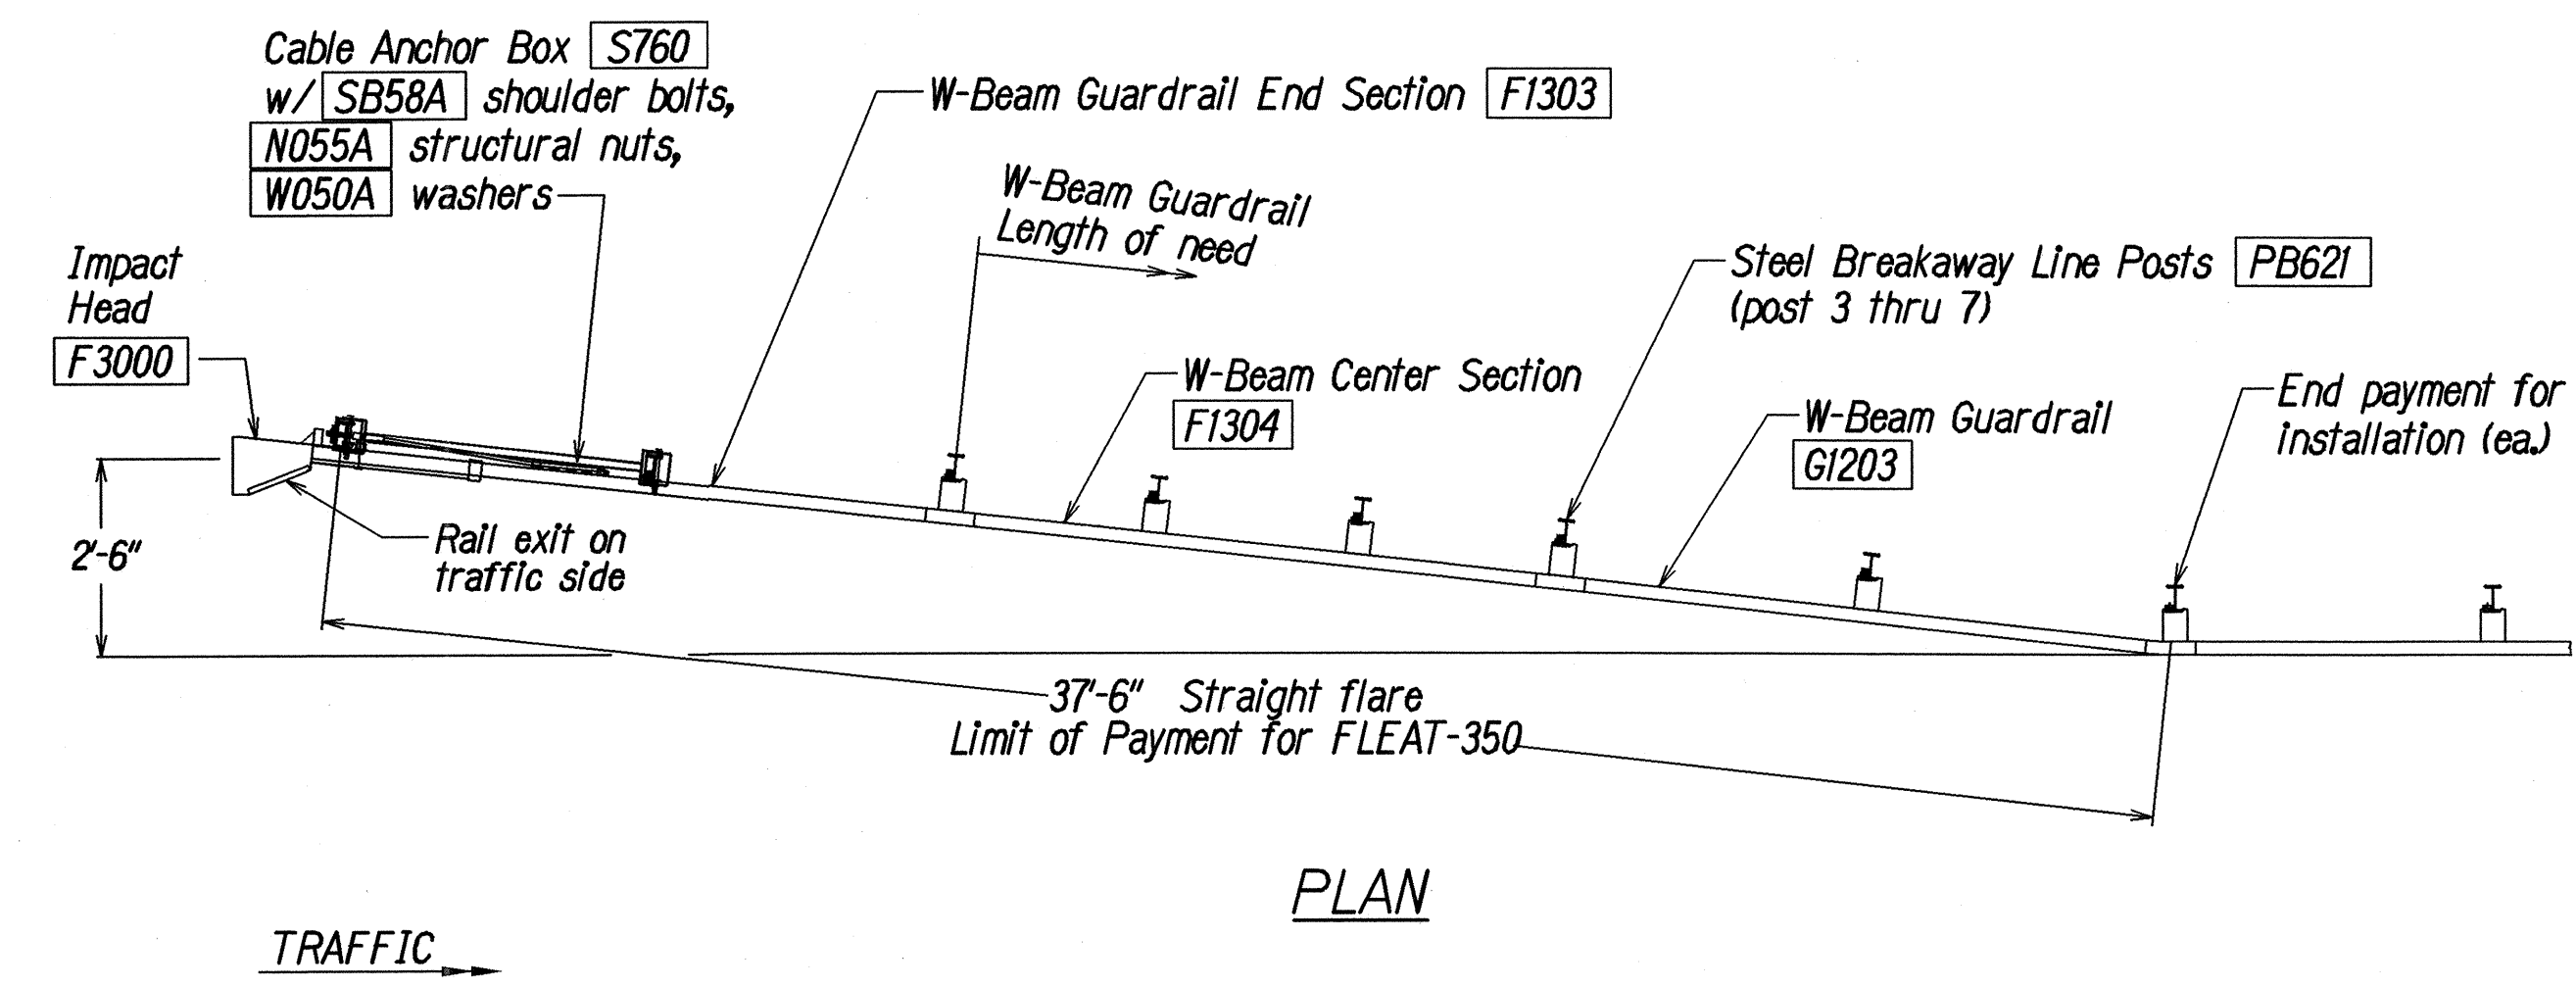 Cable Anchor Box S760
w/ SB58A shoulder bolts,
N055A structural nuts,
W050A washers
W-Beam Guardrail End Section F1303
W-Beam Guardrail
Length of need
Impact
Head
F3000
Steel Breakaway Line Posts PB621
(post 3 thru 7)
W-Beam Center Section
F1304
W-Beam Guardrail
G1203
End payment for
installation (ea.)
2'-6"
Rail exit on
traffic side
37'-6" Straight flare
Limit of Payment for FLEAT-350
PLAN
TRAFFIC